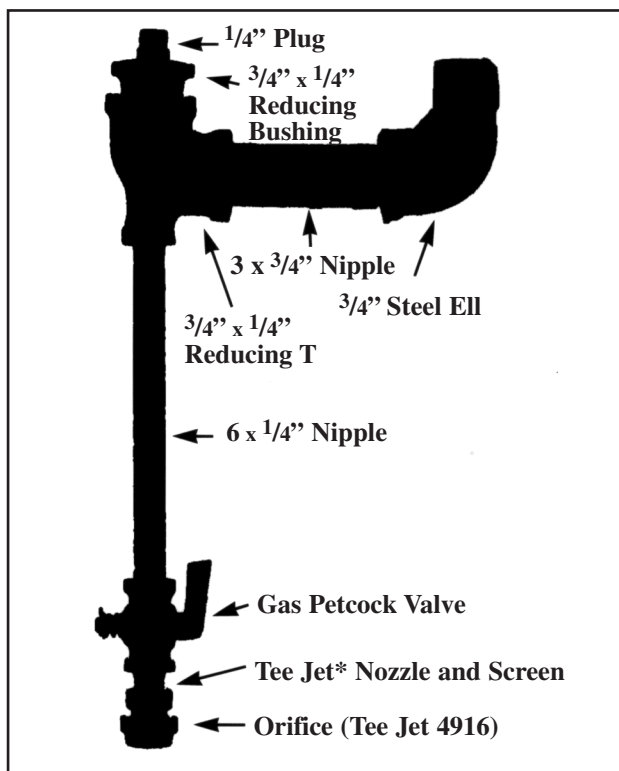 1/4” Plug
3/4” x 1/4”
Reducing
Bushing
3 x 3/4” Nipple
3/4” Steel Ell
3/4” x 1/4”
Reducing T
6 x 1/4” Nipple
Gas Petcock Valve
Tee Jet* Nozzle and Screen
Orifice (Tee Jet 4916)